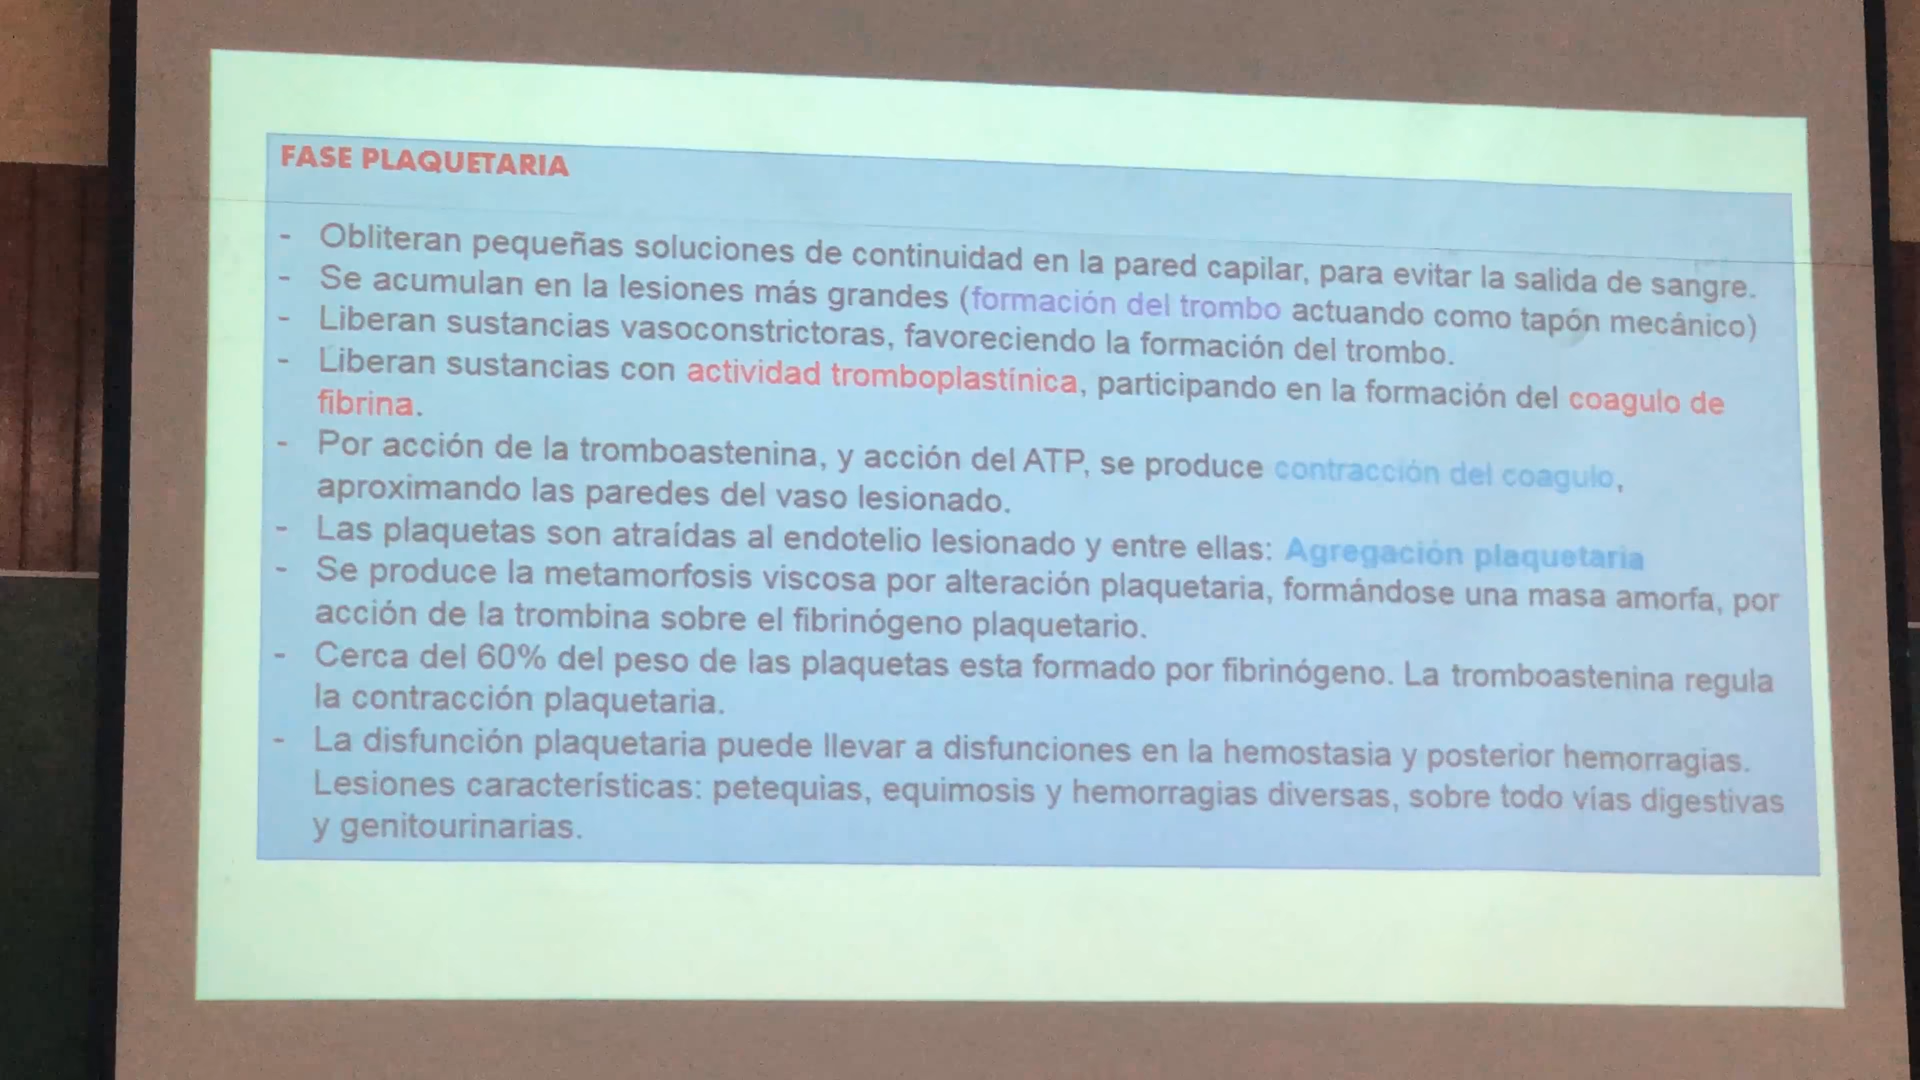 FASE PLAQUETARIA
- Obliteran pequeñas soluciones de continuidad en la pared capilar, para evitar la salida de sangre.
- Se acumulan en la lesiones más grandes (formación del trombo actuando como tapón mecánico)
- Liberan sustancias vasoconstrictoras, favoreciendo la formación del trombo.
- Liberan sustancias con actividad tromboplastínica, participando en la formación del coagulo de
fibrina.
- Por acción de la tromboastenina, y acción del ATP, se produce contracción del coagulo,
aproximando las paredes del vaso lesionado.
- Las plaquetas son atraídas al endotelio lesionado y entre ellas: Agregación plaquetaria
- Se produce la metamorfosis viscosa por alteración plaquetaria, formándose una masa amorfa, por
acción de la trombina sobre el fibrinógeno plaquetario.
- Cerca del 60% del peso de las plaquetas esta formado por fibrinógeno. La tromboastenina regula
la contracción plaquetaria.
- La disfunción plaquetaria puede llevar a disfunciones en la hemostasia y posterior hemorragias.
Lesiones características: petequias, equimosis y hemorragias diversas, sobre todo vías digestivas
y genitourinarias.